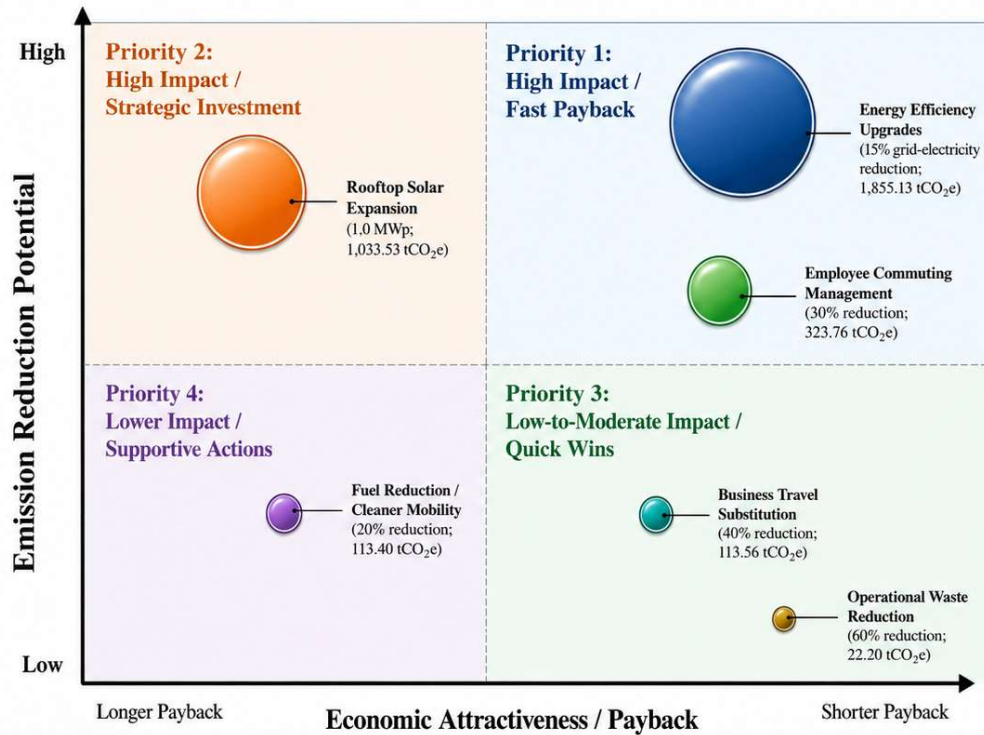 High
Priority 2:
High Impact /
Strategic Investment
Rooftop Solar
Expansion
(1,0 MWp;
1,033.53 tCO₂e)
Priority 1:
High Impact /
Fast Payback
Energy Efficiency
Upgrades
(15% grid-electricity
reduction;
1,855.13 tCO₂e)
Employee Commuting
Management
(30% reduction;
323.76 tCO₂e)
Emission Reduction Potential
Priority 4:
Lower Impact /
Supportive Actions
Fuel Reduction /
Cleaner Mobility
(20% reduction;
113.40 tCO₂e)
Priority 3:
Low-to-Moderate Impact /
Quick Wins
Business Travel
Substitution
(40% reduction;
113.56 tCO₂e)
Operational Waste
Reduction
(60% reduction;
22.20 tCO₂e)
Low
Longer Payback
Economic Attractiveness / Payback
Shorter Payback